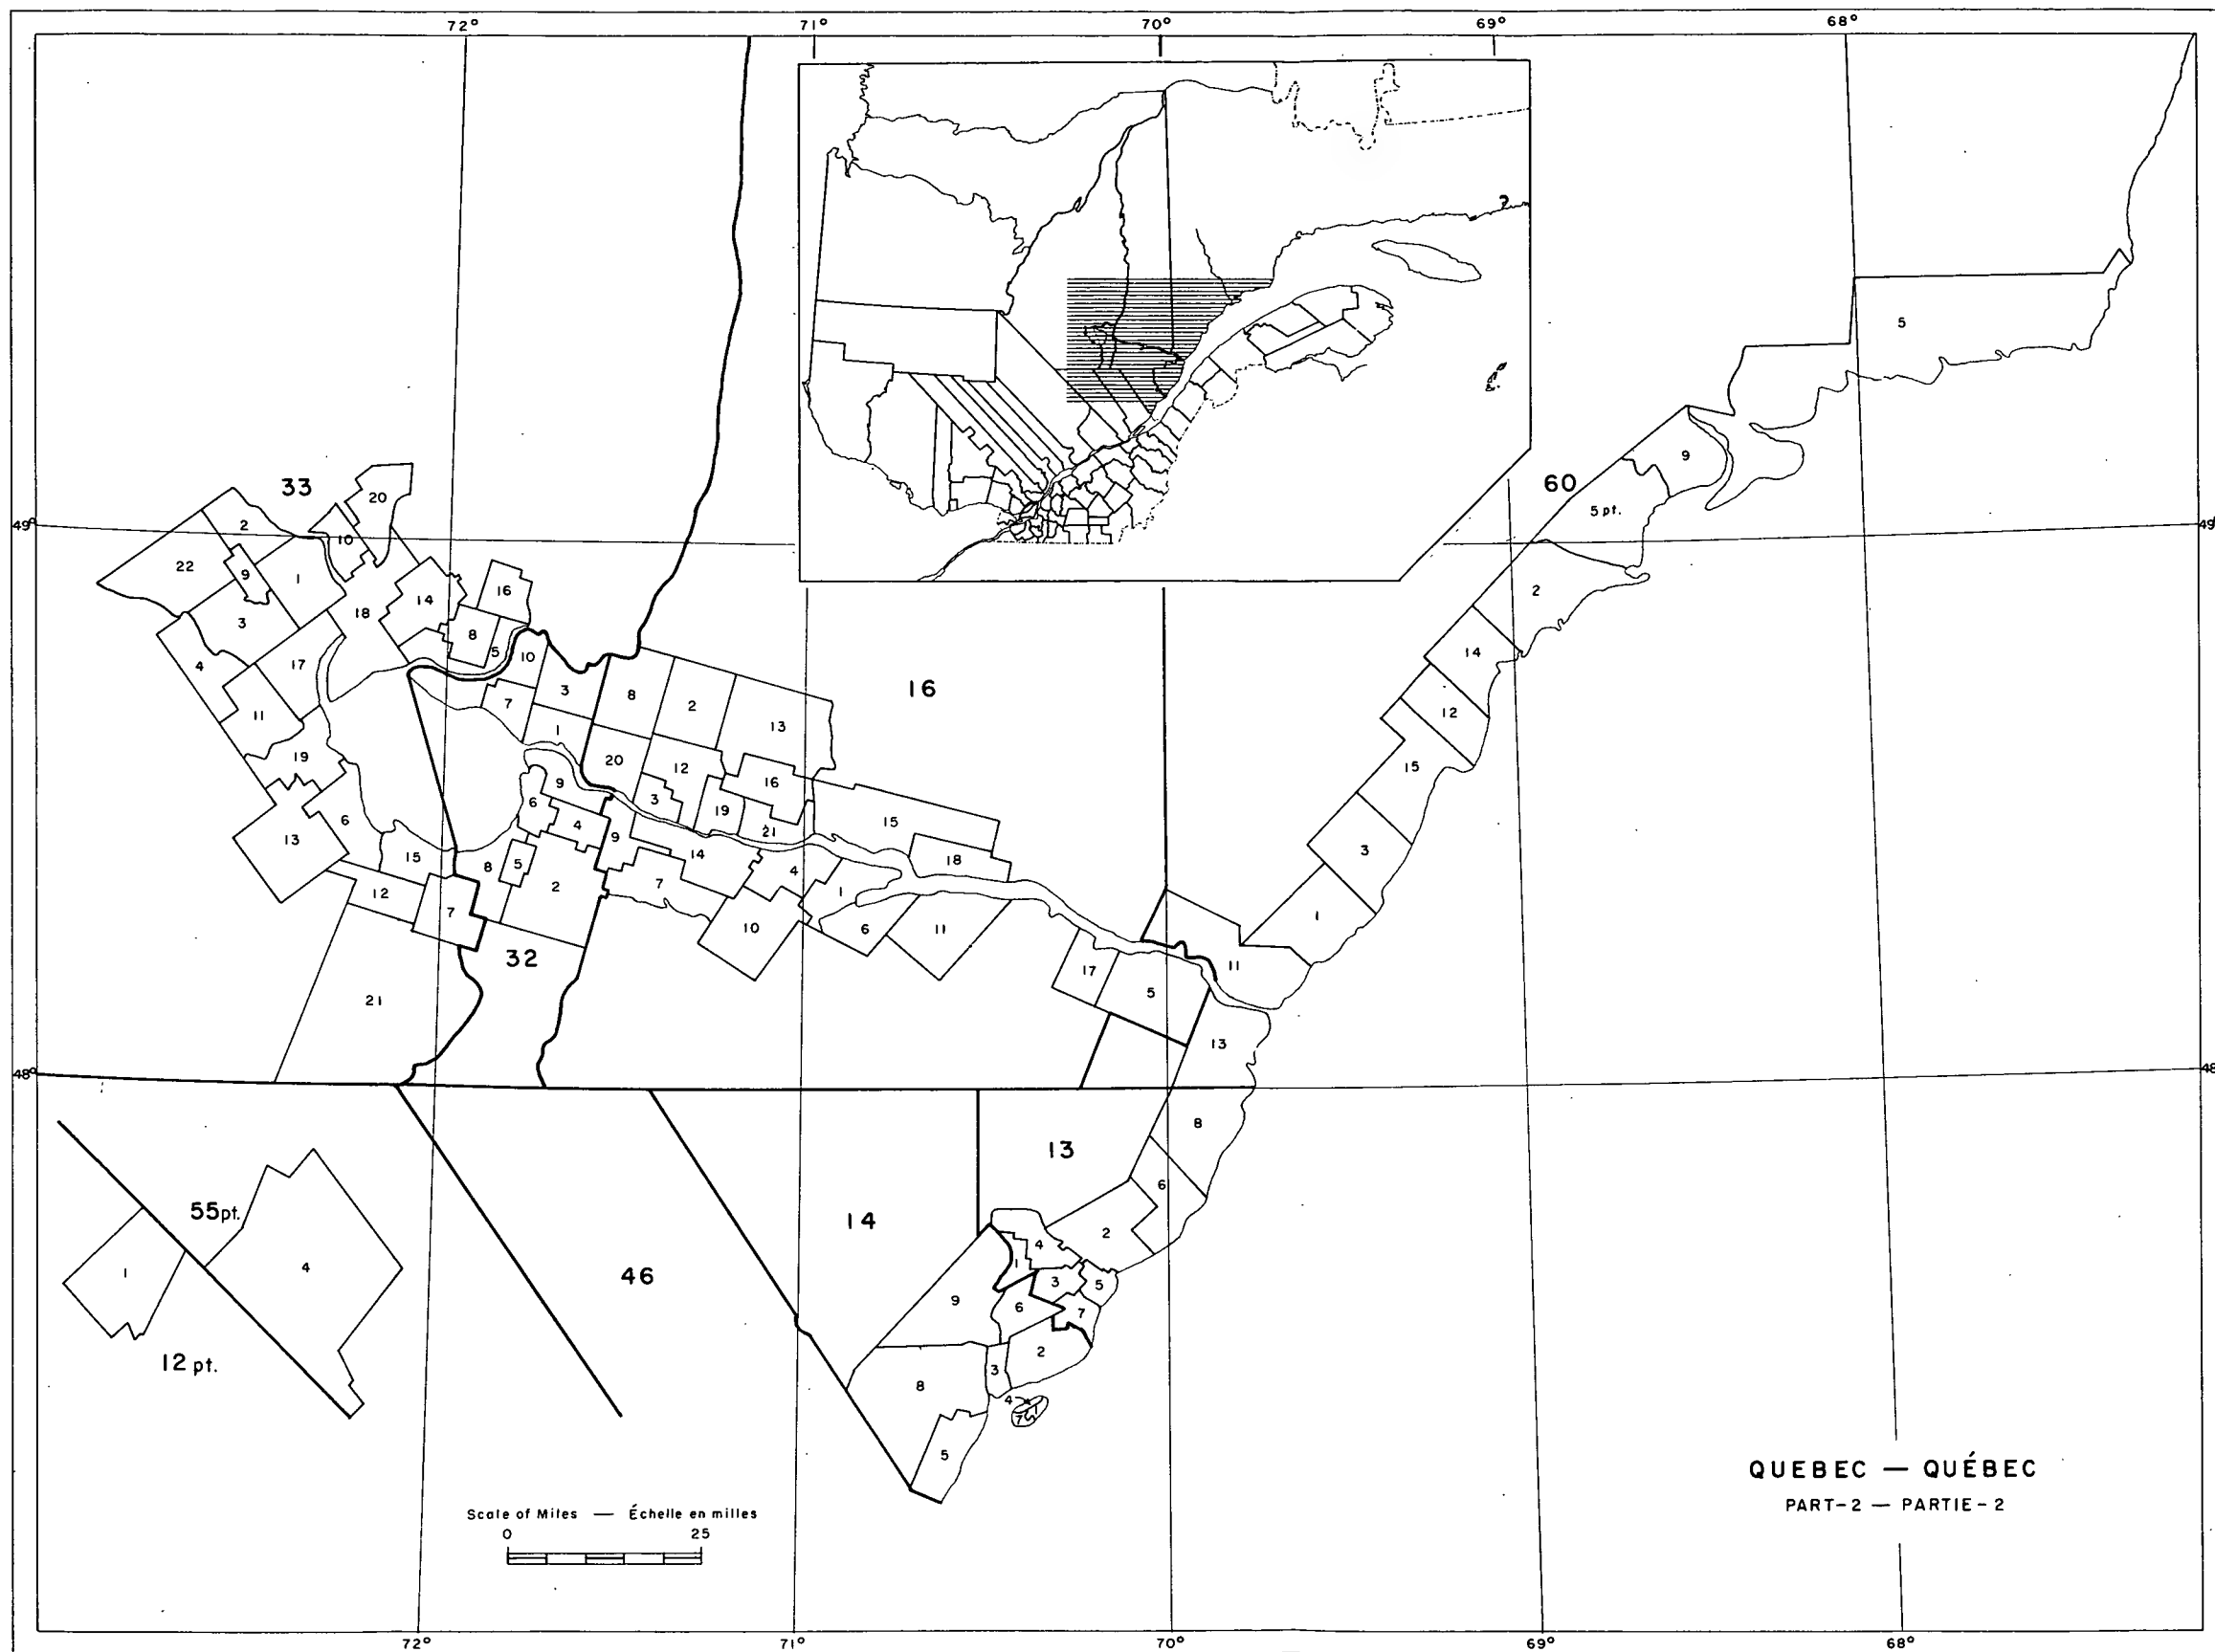 72° 71° 70° 69° 68°
?
5
60
9
33
20
5 pt.
49° 49°
2
10
22 9 1
16 2
14
18
3 8
5 10 14
4 17
3 8 2 16
7 12
11 13
1
19 20 12 15
16
9
3 19
6 6 4 21 15
13 9
14 3
15 8 5 18
4
7
12 2 1
7 1
10 6 11
32 11
17
21 5
13
48° 48°
8
13
6
55pt. 14
2
4
1
1 4 46 3 5
9 6 7
2
12 pt. 3
8
4
1
7
5
QUEBEC — QUÉBEC
PART-2 — PARTIE-2
Scale of Miles — Échelle en milles
0 25
72° 71° 70° 69° 68°